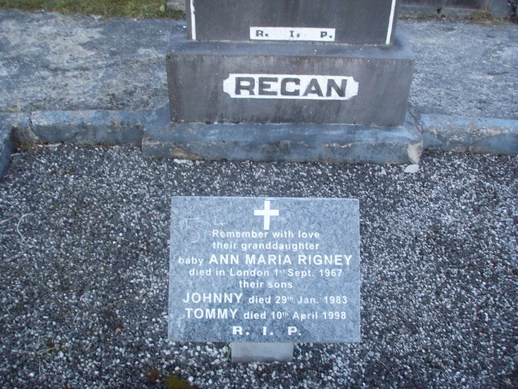 R. I. P.
REGAN
Remember with love
their granddaughter
baby ANN MARIA RIGNEY
died in London 1st Sept. 1967
their sons
JOHNNY died 29th Jan. 1983
TOMMY died 10th April 1998
R. I. P.